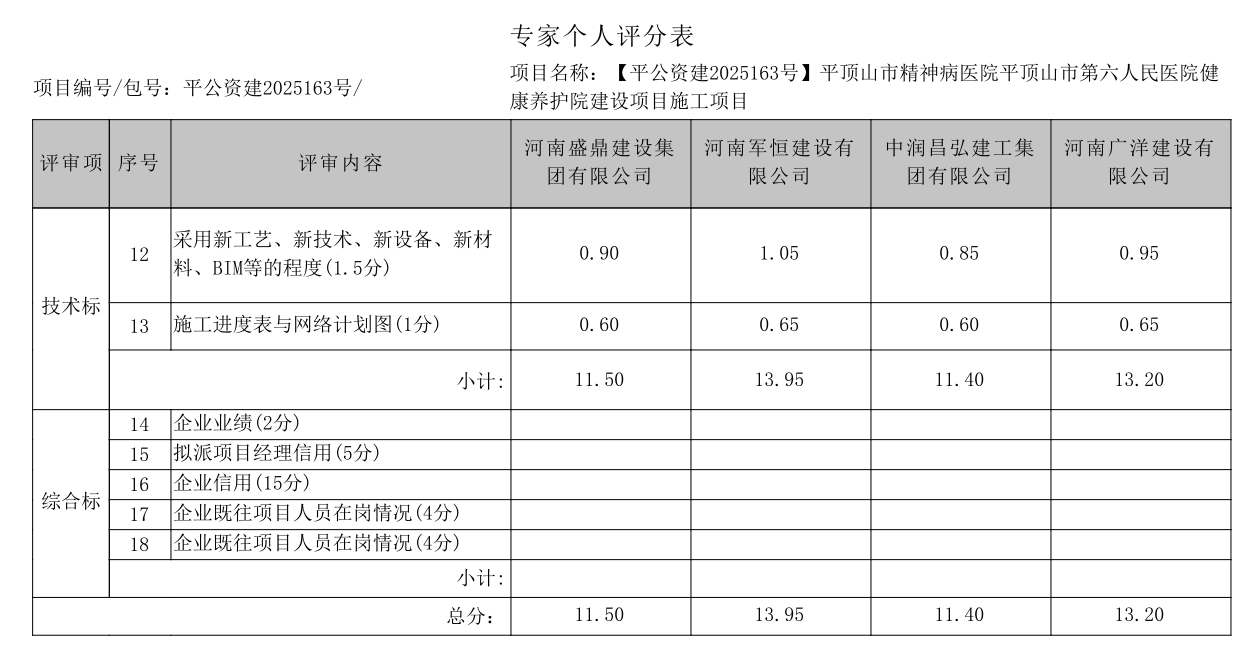 专家个人评分表
项目编号/包号：平公资建2025163号/
项目名称：【平公资建2025163号】平顶山市精神病医院平顶山市第六人民医院健
康养护院建设项目施工项目
评审项 序号 评审内容 河南盛鼎建设集团有限公司 河南军恒建设有限公司 中润昌弘建工集团有限公司 河南广洋建设有限公司
技术标
12 采用新工艺、新技术、新设备、新材料、BIM等的程度(1.5分) 0.90 1.05 0.85 0.95
13 施工进度表与网络计划图(1分) 0.60 0.65 0.60 0.65
小计: 11.50 13.95 11.40 13.20
综合标
14 企业业绩(2分)
15 拟派项目经理信用(5分)
16 企业信用(15分)
17 企业既往项目人员在岗情况(4分)
18 企业既往项目人员在岗情况(4分)
小计:
总分： 11.50 13.95 11.40 13.20